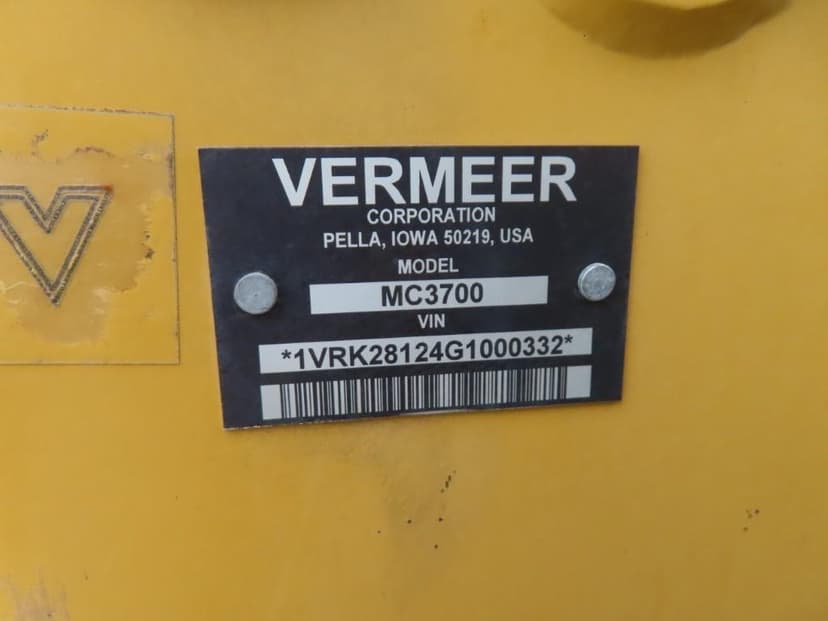 VERMEER
CORPORATION
PELLA, IOWA 50219, USA
MODEL
MC3700
VIN
*1VRK28124G1000332*